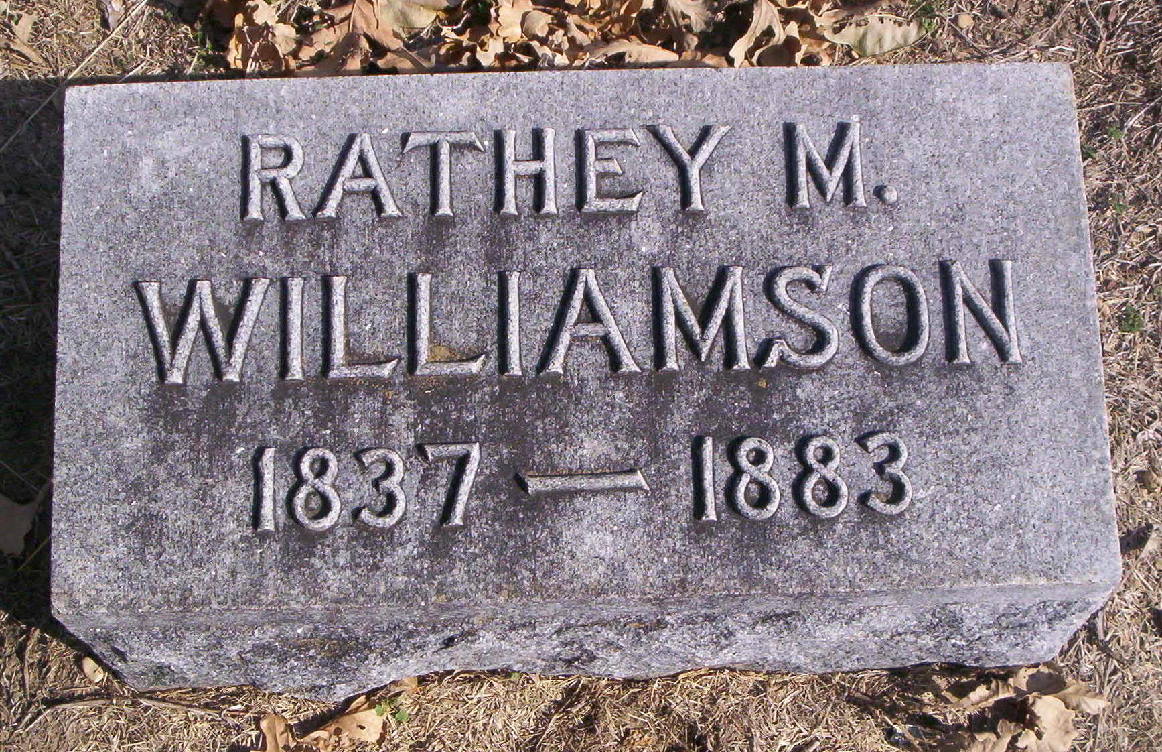 RATHEY M.
WILLIAMSON
1837 — 1883